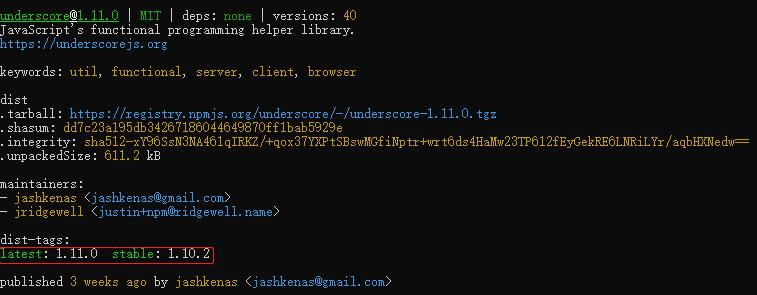 underscore@1.11.0 | MIT | deps: none | versions: 40
JavaScript's functional programming helper library.
https://underscorejs.org
keywords: util, functional, server, client, browser
dist
.tarball: https://registry.npmjs.org/underscore/-/underscore-1.11.0.tgz
.shasum: dd7c23a195db34267186044649870ff1bab5929e
.integrity: sha512-xY96SsN3NA461qIRKZ/+qox37YXPtSBswMGfiNptr+wrt6ds4HaMw23TP612fEyGekRE6LNRiLYr/aqbHXNedw==
.unpackedSize: 611.2 kB
maintainers:
- jashkenas <jashkenas@gmail.com>
- jridgewell <justin+npm@ridgewell.name>
dist-tags:
latest: 1.11.0  stable: 1.10.2
published 3 weeks ago by jashkenas <jashkenas@gmail.com>